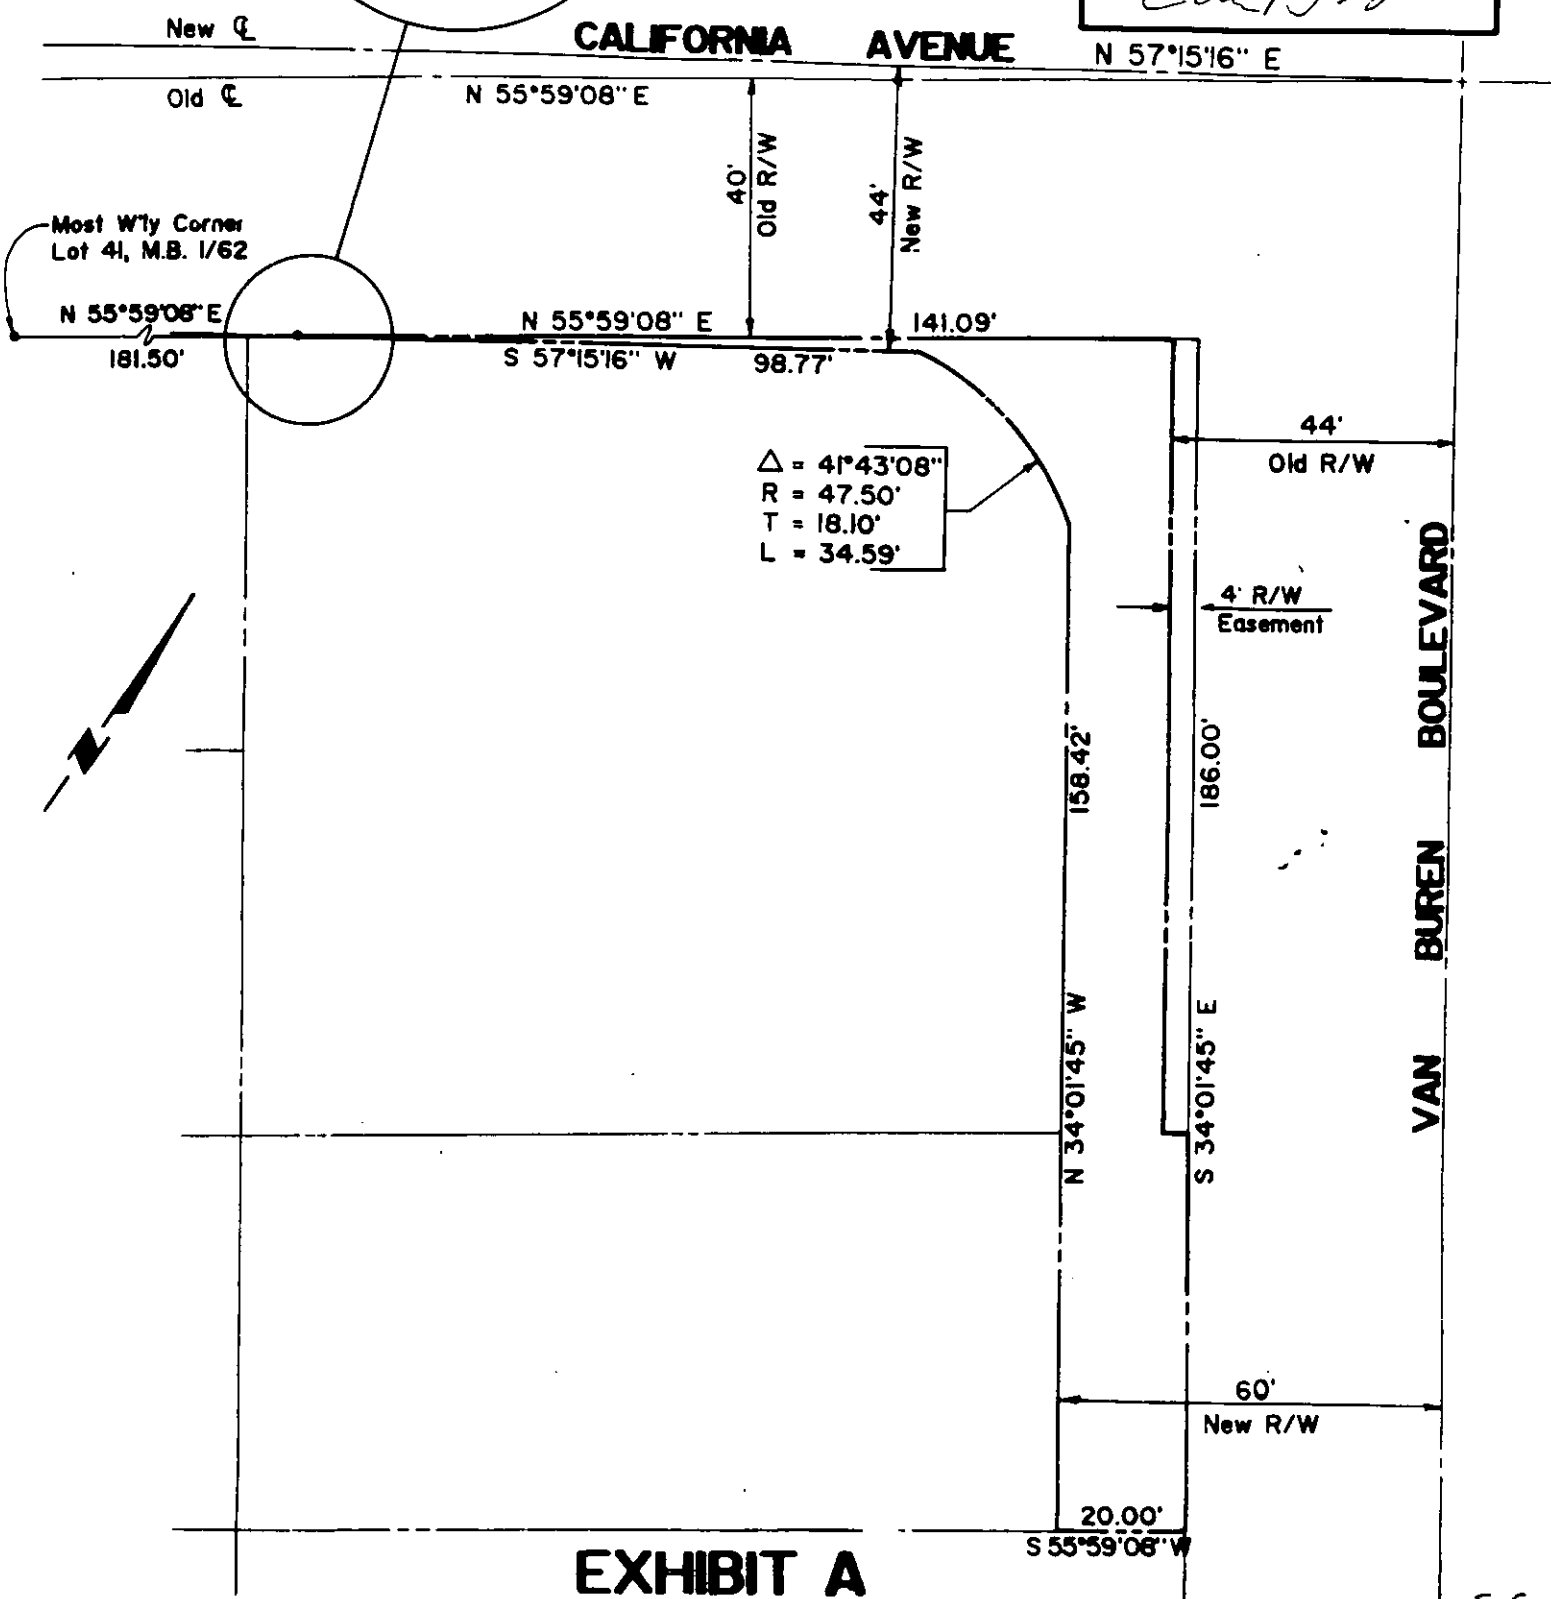 New ℄
CALIFORNIA AVENUE
N 57°15'16" E
Old ℄
N 55°59'08" E
40'
Old R/W
44'
New R/W
Most W'ly Corner
Lot 41, M.B. 1/62
N 55°59'08" E
181.50'
N 55°59'08" E
141.09'
S 57°15'16" W
98.77'
44'
Old R/W
△ = 41°43'08"
R = 47.50'
T = 18.10'
L = 34.59'
4' R/W
Easement
N
158.42'
186.00'
VAN BUREN BOULEVARD
N 34°01'45" W
S 34°01'45" E
60'
New R/W
20.00'
S 55°59'08" W
EXHIBIT A